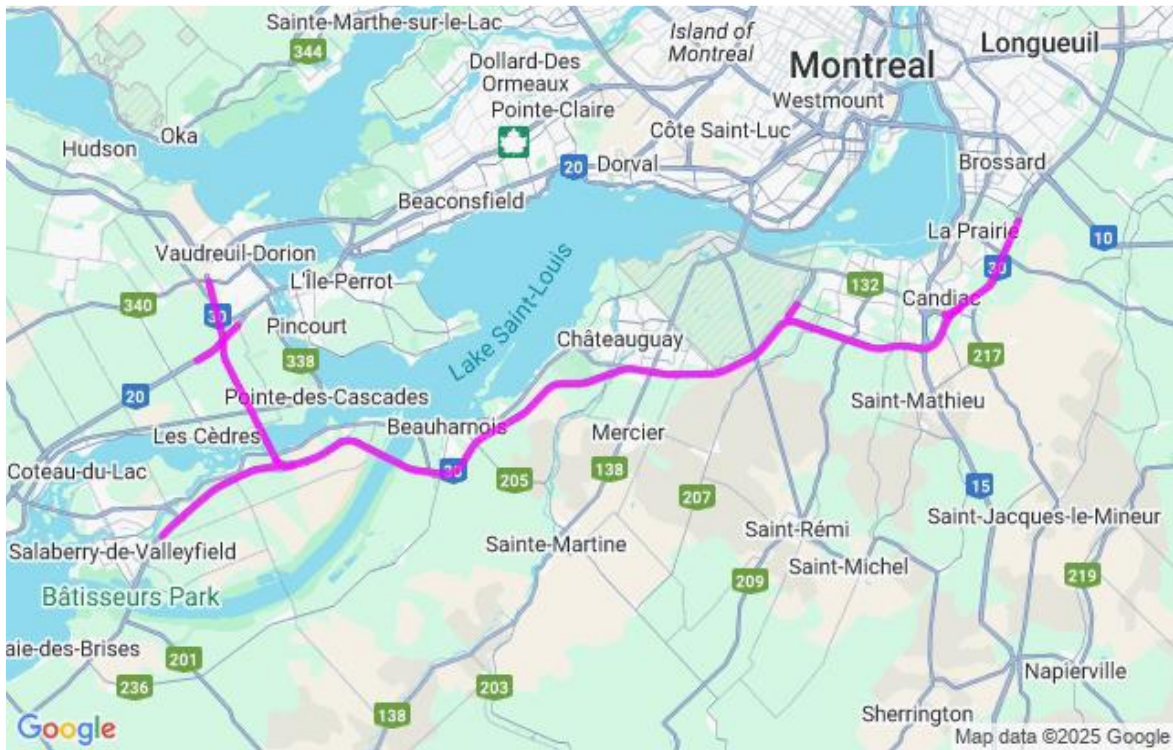 Sainte-Marthe-sur-le-Lac
344
Island of
Montreal
Longueuil
Dollard-Des
Ormeaux
Montreal
Pointe-Claire
Westmount
Oka
Côte Saint-Luc
Hudson
20
Dorval
Brossard
Beaconsfield
La Prairie
10
Vaudreuil-Dorion
L'Île-Perrot
30
132
340
30
Candiac
Pincourt
Lake Saint-Louis
Châteauguay
338
217
20
Pointe-des-Cascades
Saint-Mathieu
Beauharnois
Les Cèdres
Mercier
Coteau-du-Lac
30
205
138
207
15
Saint-Jacques-le-Mineur
Saint-Rémi
Salaberry-de-Valleyfield
Sainte-Martine
Saint-Michel
209
219
Bâtisseurs Park
aie-des-Brises
201
236
203
Napierville
138
Sherrington
Google
Map data ©2025 Google